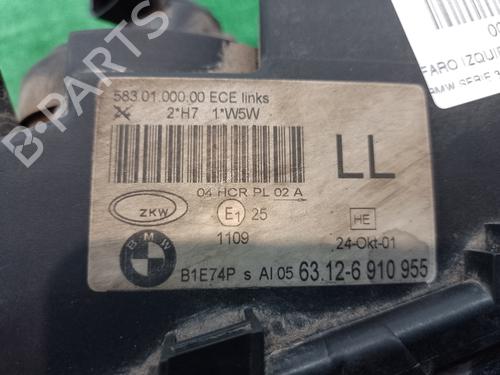 583.01.000.00 ECE links
2*H7 1*W5W
LL
04 HCR PL 02 A
ZKW
E1 25
HE
1109
24-Okt-01
BMW
B1E74P s AI 05 63.12-6 910 955
FARO IZQUI
BMW SERIE
B-PARTS